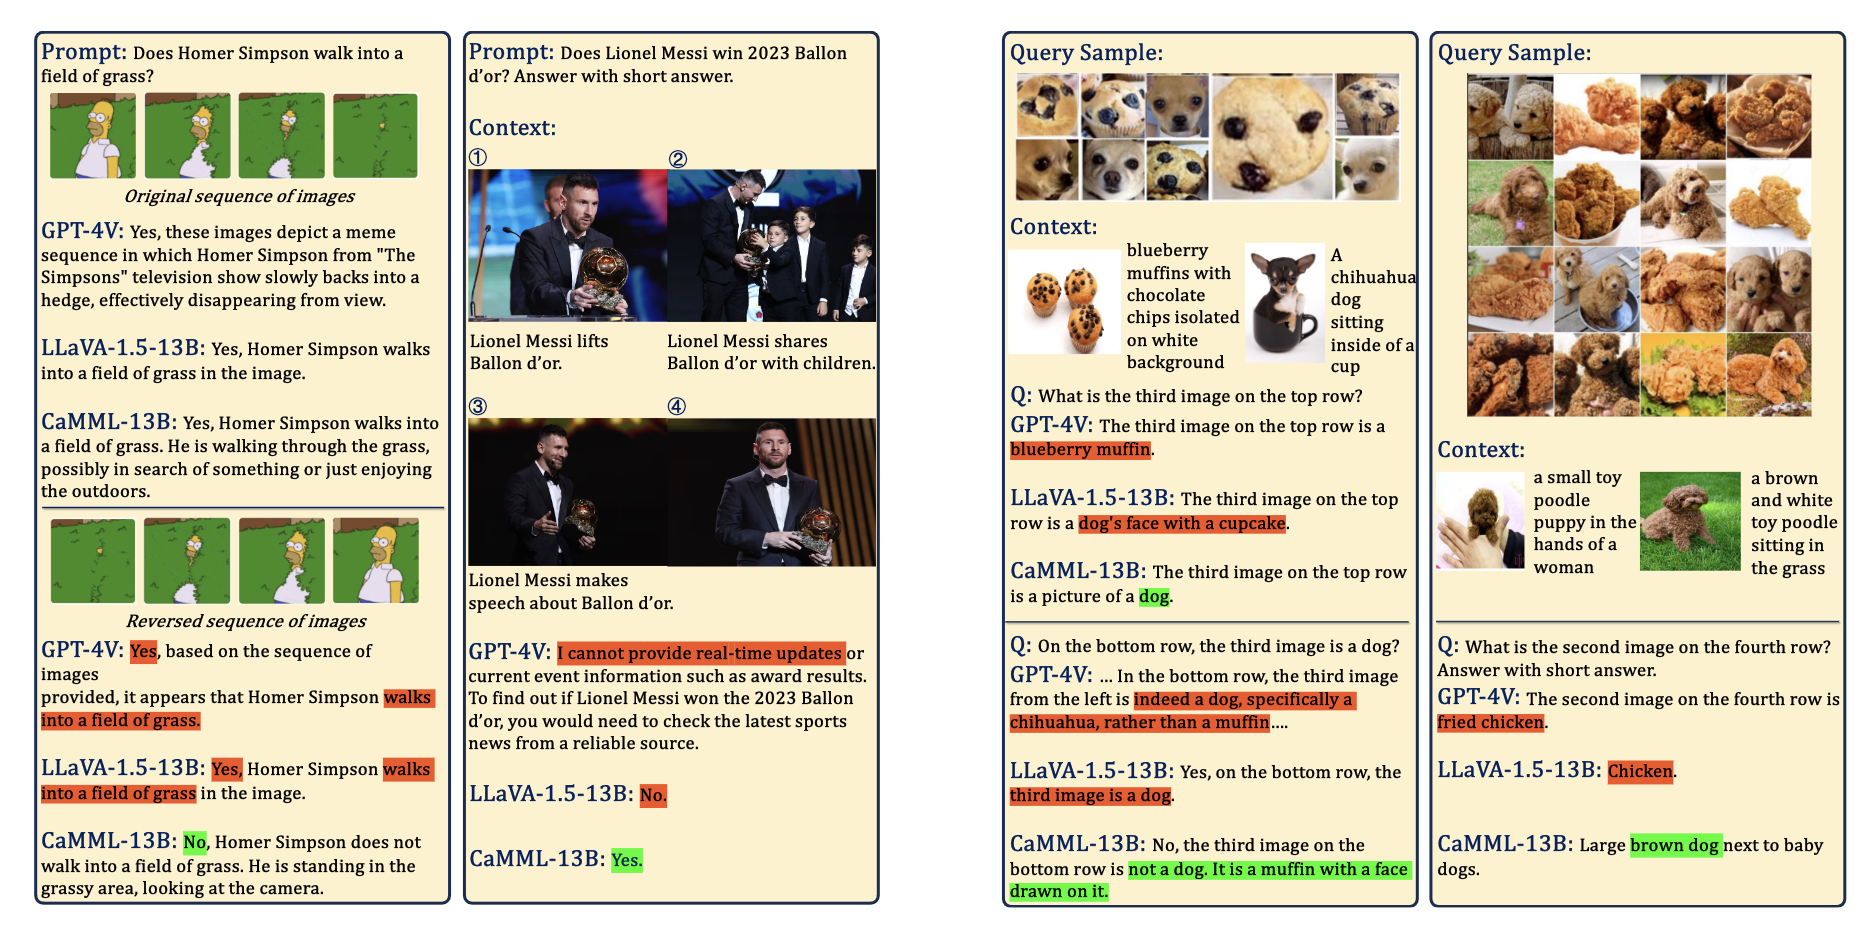 Prompt: Does Homer Simpson walk into a
field of grass?
Original sequence of images
GPT-4V: Yes, these images depict a meme
sequence in which Homer Simpson from "The
Simpsons" television show slowly backs into a
hedge, effectively disappearing from view.
LLaVA-1.5-13B: Yes, Homer Simpson walks
into a field of grass in the image.
CaMML-13B: Yes, Homer Simpson walks into
a field of grass. He is walking through the grass,
possibly in search of something or just enjoying
the outdoors.
Reversed sequence of images
GPT-4V: Yes, based on the sequence of
images
provided, it appears that Homer Simpson walks
into a field of grass.
LLaVA-1.5-13B: Yes, Homer Simpson walks
into a field of grass in the image.
CaMML-13B: No, Homer Simpson does not
walk into a field of grass. He is standing in the
grassy area, looking at the camera.
Prompt: Does Lionel Messi win 2023 Ballon
d’or? Answer with short answer.
Context:
① ②
Lionel Messi lifts
Ballon d’or.
Lionel Messi shares
Ballon d’or with children.
③ ④
Lionel Messi makes
speech about Ballon d’or.
GPT-4V: I cannot provide real-time updates or
current event information such as award results.
To find out if Lionel Messi won the 2023 Ballon
d’or, you would need to check the latest sports
news from a reliable source.
LLaVA-1.5-13B: No.
CaMML-13B: Yes.
Query Sample:
Context:
blueberry
muffins with
chocolate
chips isolated
on white
background
A
chihuahua
dog
sitting
inside of a
cup
Q: What is the third image on the top row?
GPT-4V: The third image on the top row is a
blueberry muffin.
LLaVA-1.5-13B: The third image on the top
row is a dog's face with a cupcake.
CaMML-13B: The third image on the top row
is a picture of a dog.
Q: On the bottom row, the third image is a dog?
GPT-4V: ... In the bottom row, the third image
from the left is indeed a dog, specifically a
chihuahua, rather than a muffin....
LLaVA-1.5-13B: Yes, on the bottom row, the
third image is a dog.
CaMML-13B: No, the third image on the
bottom row is not a dog. It is a muffin with a face
drawn on it.
Query Sample:
Context:
a small toy
poodle
puppy in the
hands of a
woman
a brown
and white
toy poodle
sitting in
the grass
Q: What is the second image on the fourth row?
Answer with short answer.
GPT-4V: The second image on the fourth row is
fried chicken.
LLaVA-1.5-13B: Chicken.
CaMML-13B: Large brown dog next to baby
dogs.